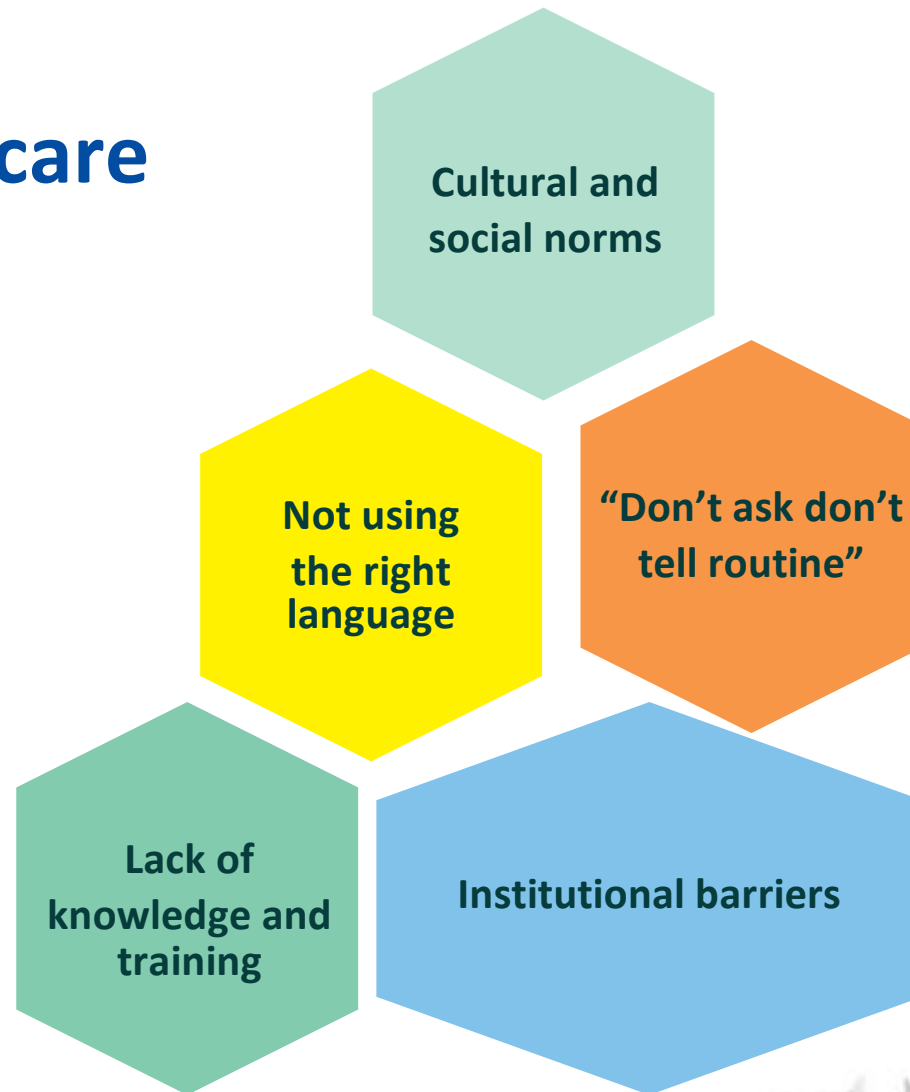 care
Cultural and
social norms
Not using
the right
language
“Don’t ask don’t
tell routine”
Lack of
knowledge and
training
Institutional barriers